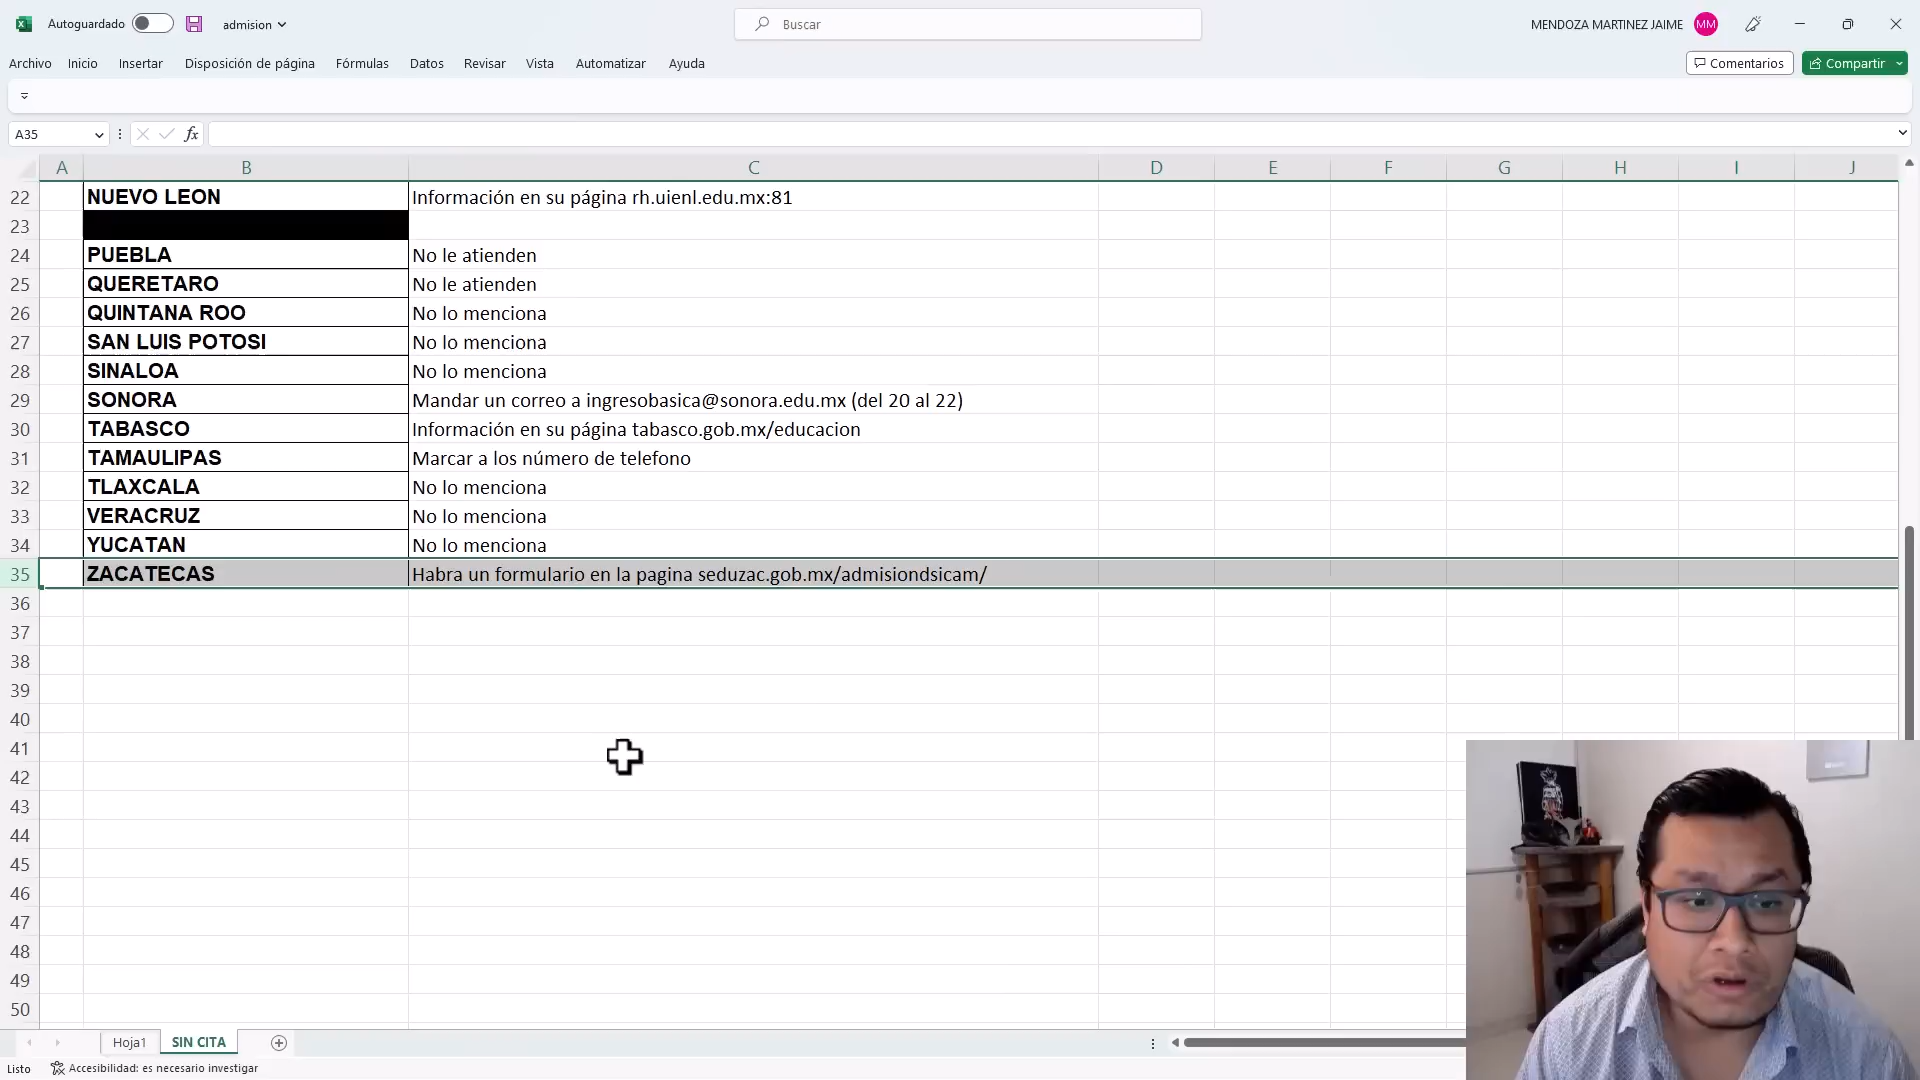 Autoguardado
admision
Buscar
MENDOZA MARTINEZ JAIME
MM
Archivo Inicio Insertar Disposición de página Fórmulas Datos Revisar Vista Automatizar Ayuda
Comentarios
Compartir
A35
fx
A B C D E F G H I J
22 NUEVO LEON Información en su página rh.uienl.edu.mx:81
23
24 PUEBLA No le atienden
25 QUERETARO No le atienden
26 QUINTANA ROO No lo menciona
27 SAN LUIS POTOSI No lo menciona
28 SINALOA No lo menciona
29 SONORA Mandar un correo a ingresobasica@sonora.edu.mx (del 20 al 22)
30 TABASCO Información en su página tabasco.gob.mx/educacion
31 TAMAULIPAS Marcar a los número de telefono
32 TLAXCALA No lo menciona
33 VERACRUZ No lo menciona
34 YUCATAN No lo menciona
35 ZACATECAS Habra un formulario en la pagina seduzac.gob.mx/admisiondsicam/
36
37
38
39
40
41
42
43
44
45
46
47
48
49
50
Hoja1 SIN CITA
Listo Accesibilidad: es necesario investigar